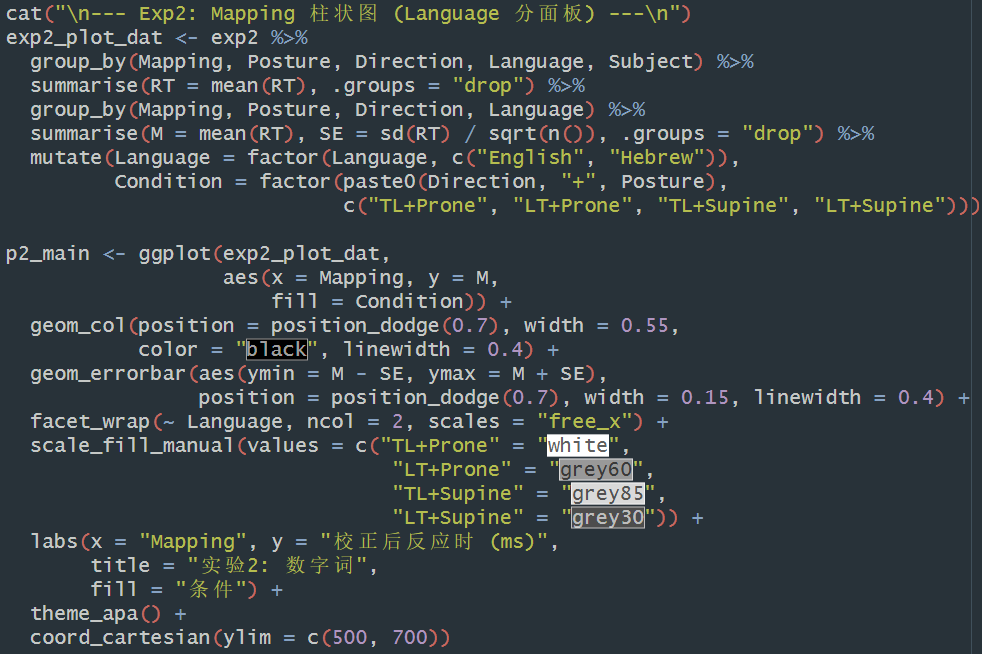 cat("\n--- Exp2: Mapping 柱状图 (Language 分面板) ---\n")
exp2_plot_dat <- exp2 %>%
  group_by(Mapping, Posture, Direction, Language, Subject) %>%
  summarise(RT = mean(RT), .groups = "drop") %>%
  group_by(Mapping, Posture, Direction, Language) %>%
  summarise(M = mean(RT), SE = sd(RT) / sqrt(n()), .groups = "drop") %>%
  mutate(Language = factor(Language, c("English", "Hebrew")),
         Condition = factor(paste0(Direction, "+", Posture),
                            c("TL+Prone", "LT+Prone", "TL+Supine", "LT+Supine")))

p2_main <- ggplot(exp2_plot_dat,
                  aes(x = Mapping, y = M,
                      fill = Condition)) +
  geom_col(position = position_dodge(0.7), width = 0.55,
           color = "black", linewidth = 0.4) +
  geom_errorbar(aes(ymin = M - SE, ymax = M + SE),
                position = position_dodge(0.7), width = 0.15, linewidth = 0.4) +
  facet_wrap(~ Language, ncol = 2, scales = "free_x") +
  scale_fill_manual(values = c("TL+Prone" = "white",
                                "LT+Prone" = "grey60",
                                "TL+Supine" = "grey85",
                                "LT+Supine" = "grey30")) +
  labs(x = "Mapping", y = "校正后反应时 (ms)",
       title = "实验2: 数字词",
       fill = "条件") +
  theme_apa() +
  coord_cartesian(ylim = c(500, 700))